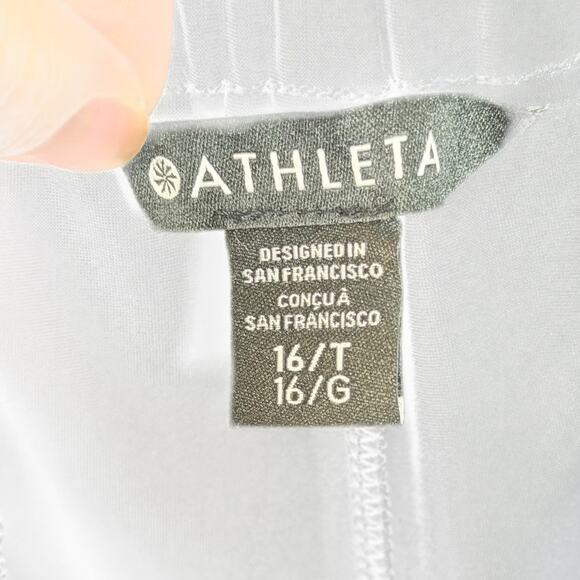 ATHLETA
DESIGNED IN
SAN FRANCISCO
CONÇU À
SAN FRANCISCO
16/T
16/G